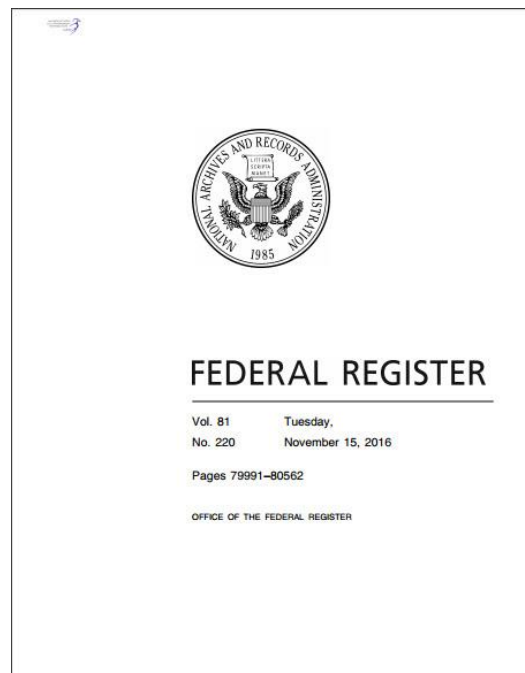 NATIONAL ARCHIVES AND RECORDS ADMINISTRATION
LITTERA
SCRIPTA
MANET
1985
FEDERAL REGISTER
Vol. 81 Tuesday,
No. 220 November 15, 2016
Pages 79991–80562
OFFICE OF THE FEDERAL REGISTER